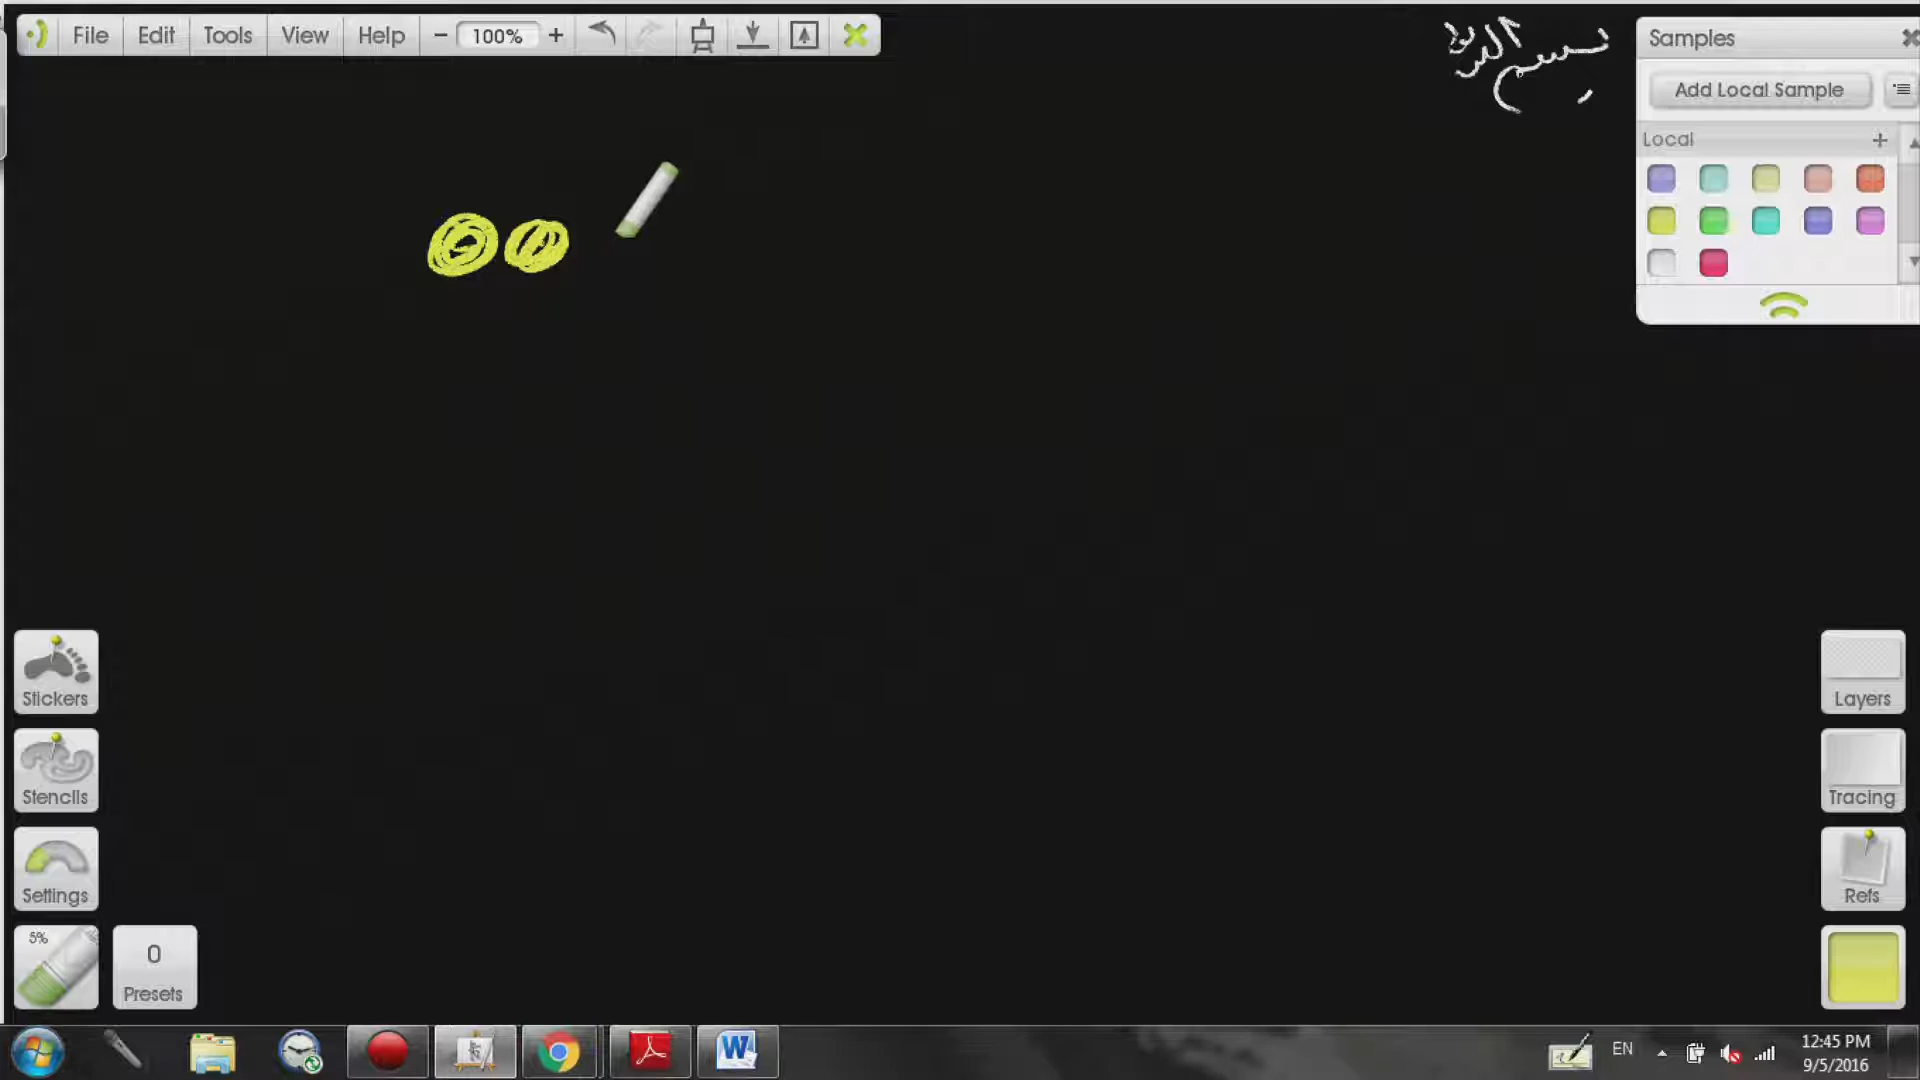 File Edit Tools View Help − 100% +
بسم الله
Samples
Add Local Sample
Local +
Stickers
Stencils
Settings
5%
0
Presets
Layers
Tracing
Refs
EN
12:45 PM
9/5/2016